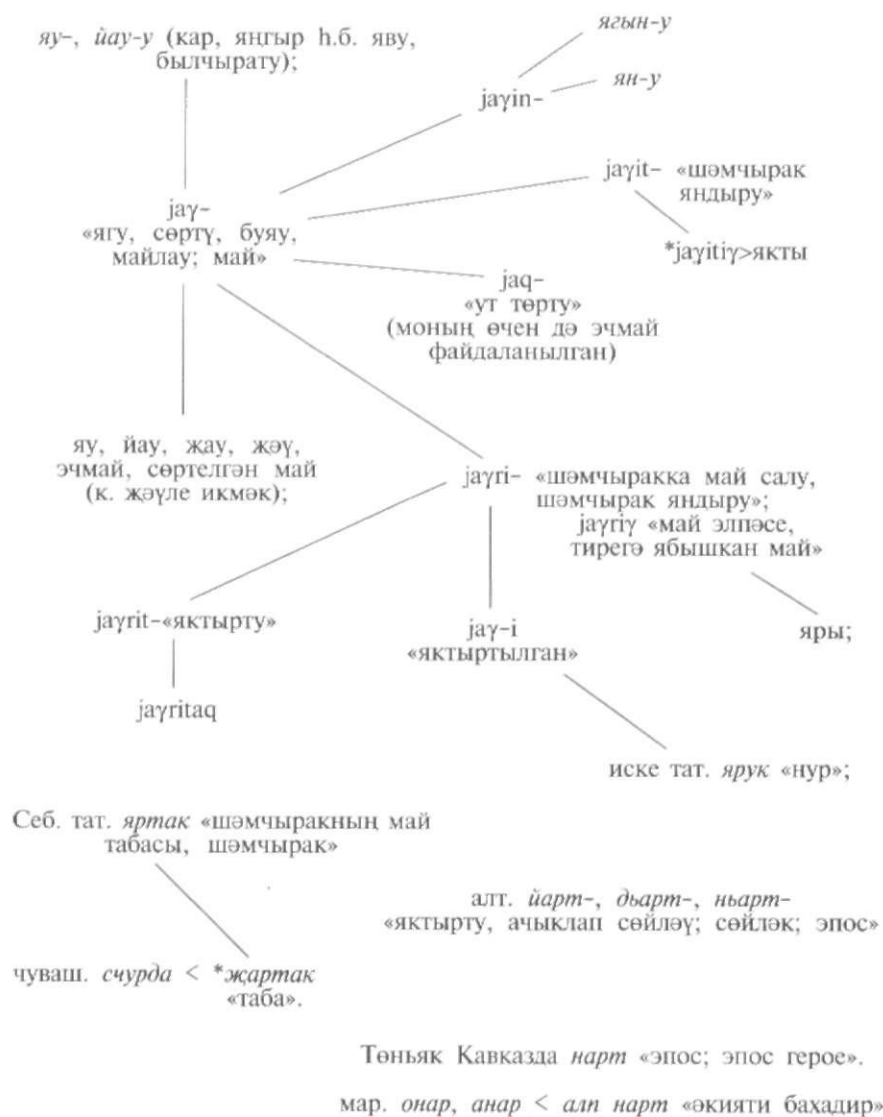 яу-, йау-у (кар, яңгыр һ.б. яву,
былчырату);
ягын-у
ян-у
jaγin-
jaγit- «шәмчырак
яндыру»
*jaγitiγ>якты
jaγ-
«ягу, сөртү, буяу,
майлау; май»
jaq-
«ут төрту»
(моның өчен дә эчмай
файдаланылган)
яу, йау, җау, җәү,
эчмай, сөртелгән май
(к. җәүле икмәк);
jaγri- «шәмчыракка май салу,
шәмчырак яндыру»;
jaγriγ «май элпәсе,
тирегә ябышкан май»
jaγrit-«яктырту»
jaγ-i
«яктыртылган»
яры;
jaγritaq
иске тат. ярук «нур»;
Себ. тат. яртак «шәмчыракның май
табасы, шәмчырак»
алт. йарт-, дьарт-, ньарт-
«яктырту, ачыклап сөйләү; сөйләк; эпос»
чуваш. счурда < *җартак
«таба».
Төньяк Кавказда нарт «эпос; эпос герое».
мар. онар, анар < алп нарт «әкияти бахадир»